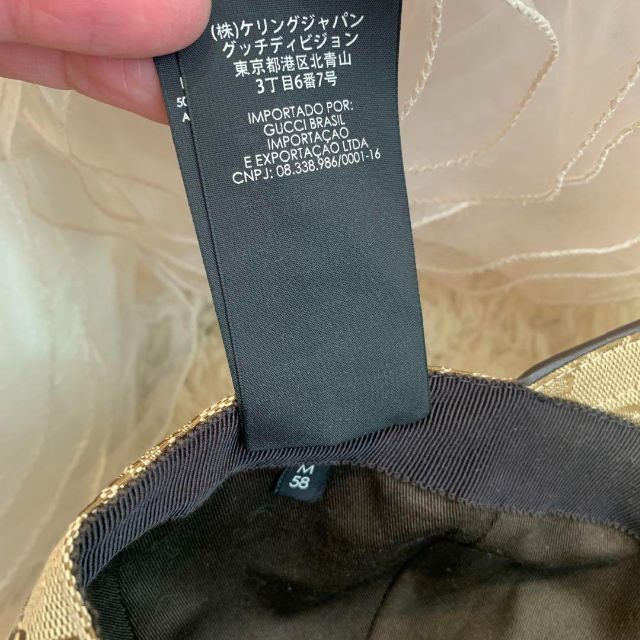 (株)ケリングジャパン
グッチディビジョン
東京都港区北青山
3丁目6番7号
IMPORTADO POR:
GUCCI BRASIL
IMPORTACAO
E EXPORTACAO LTDA
CNPJ: 08.338.986/0001-16
50
A
M
58